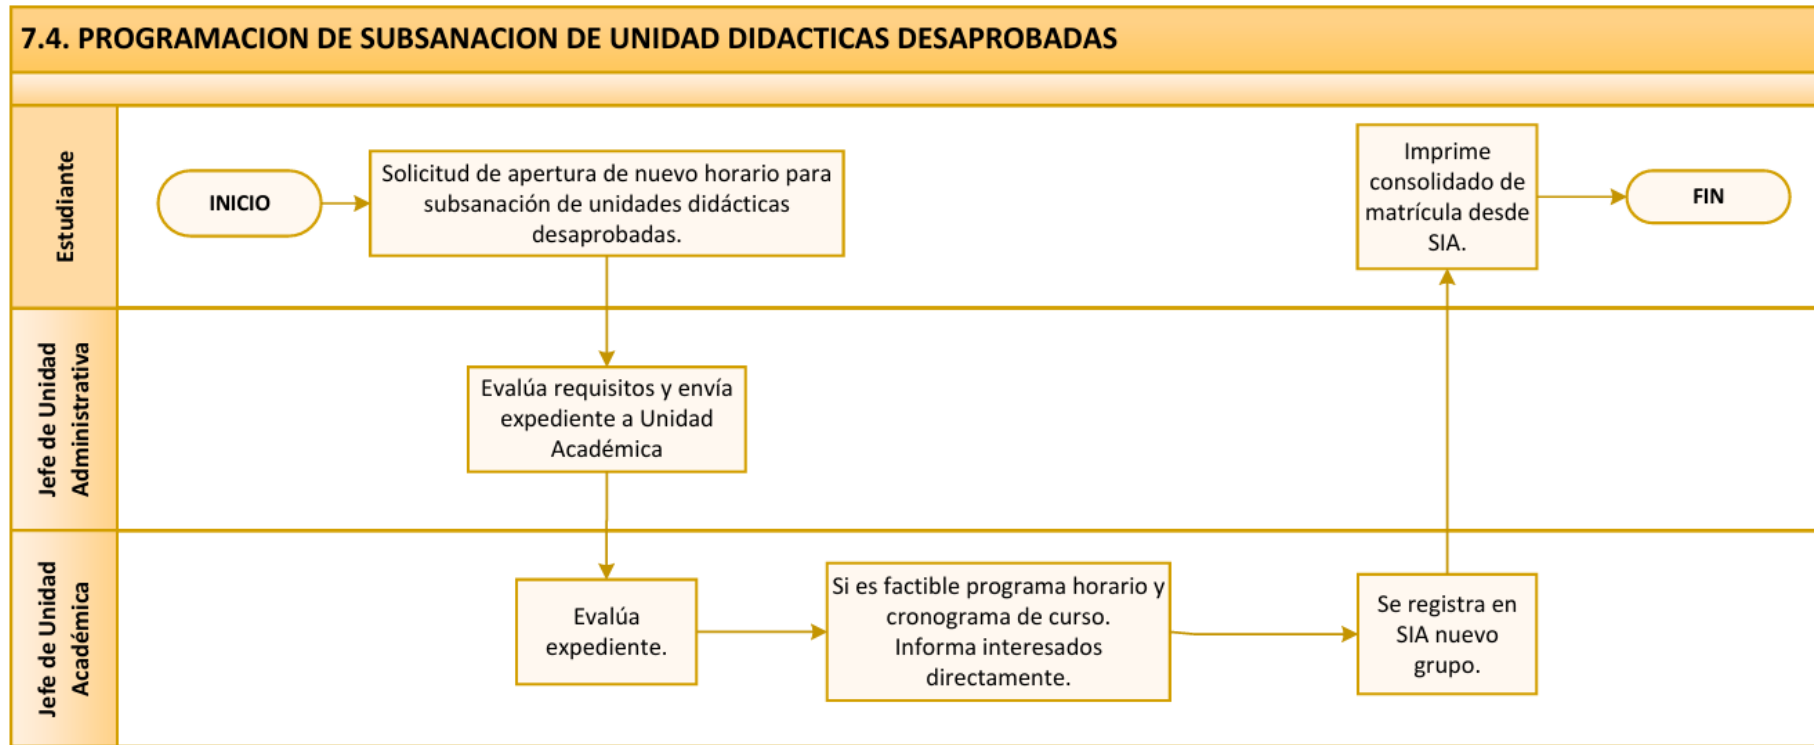 7.4. PROGRAMACION DE SUBSANACION DE UNIDAD DIDACTICAS DESAPROBADAS
Estudiante
INICIO
Solicitud de apertura de nuevo horario para
subsanación de unidades didácticas
desaprobadas.
Imprime
consolidado de
matrícula desde
SIA.
FIN
Jefe de Unidad
Administrativa
Evalúa requisitos y envía
expediente a Unidad
Académica
Jefe de Unidad
Académica
Evalúa
expediente.
Si es factible programa horario y
cronograma de curso.
Informa interesados
directamente.
Se registra en
SIA nuevo
grupo.